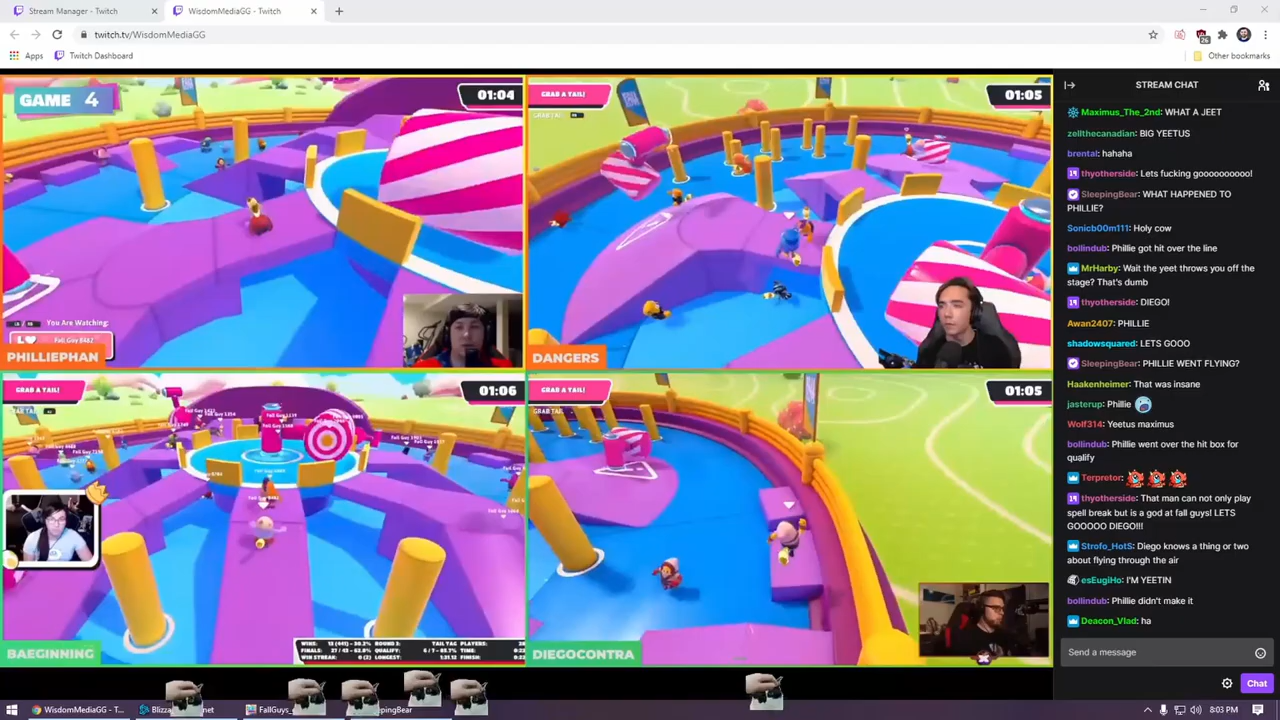 Stream Manager - Twitch
WisdomMediaGG - Twitch
twitch.tv/WisdomMediaGG
Apps
Twitch Dashboard
Other bookmarks
GAME 4
01:04
You Are Watching:
Fall Guy 8482
PHILLIEPHAN
GRAB A TAIL!
01:05
DANGERS
GRAB A TAIL!
01:06
BAEGINNING
GRAB A TAIL!
01:05
DIEGOCONTRA
STREAM CHAT
Maximus_The_2nd: WHAT A JEET
zellthecanadian: BIG YEETUS
brental: hahaha
thyotherside: Lets fucking goooooooooo!
SleepingBear: WHAT HAPPENED TO
PHILLIE?
Sonicb00m111: Holy cow
bollindub: Phillie got hit over the line
MrHarby: Wait the yeet throws you off the
stage? That's dumb
thyotherside: DIEGO!
Awan2407: PHILLIE
shadowsquared: LETS GOOO
SleepingBear: PHILLIE WENT FLYING?
Haakenheimer: That was insane
jasterup: Phillie
Wolf314: Yeetus maximus
bollindub: Phillie went over the hit box for
qualify
Terpretor:
thyotherside: That man can not only play
spell break but is a god at fall guys! LETS
GOOOOO DIEGO!!!
Strofo_HotS: Diego knows a thing or two
about flying through the air
esEugiHo: I'M YEETIN
bollindub: Phillie didn't make it
Deacon_Vlad: ha
Send a message
Chat
WisdomMediaGG - T...
8:03 PM